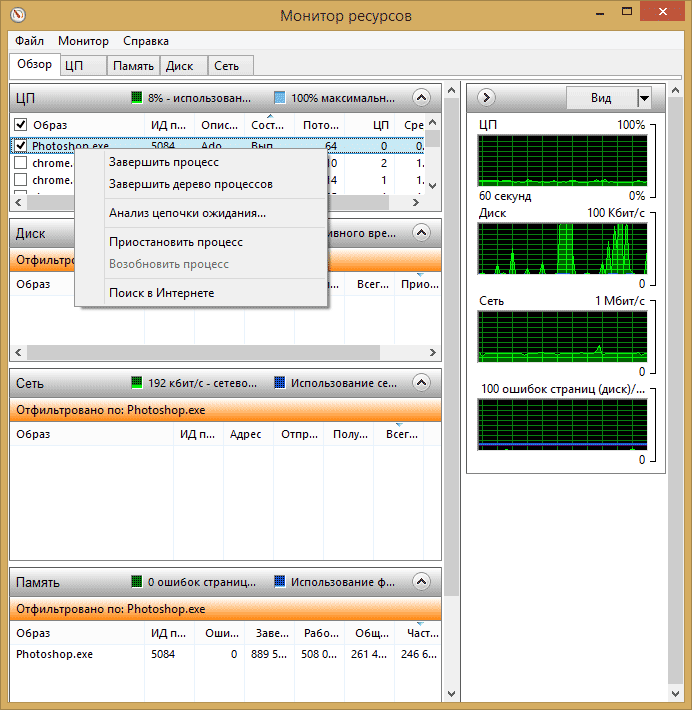 Монитор ресурсов
Файл Монитор Справка
Обзор ЦП Память Диск Сеть
ЦП 8% - использован... 100% максимальн...
Образ ИД п... Опис... Сост... Пото... ЦП Сре
Photoshop.exe 5084 Ado... Вып... 64 0 0.
chrome. 10 2 1.
chrome. 14 1 1.
Завершить процесс
Завершить дерево процессов
Анализ цепочки ожидания...
Приостановить процесс
Возобновить процесс
Поиск в Интернете
Диск ивного вре...
Отфильтро
Образ Всег... Прио...
Сеть 192 кбит/с - сетево... Использование се...
Отфильтровано по: Photoshop.exe
Образ ИД п... Адрес Отпр... Полу... Всег...
Память 0 ошибок страниц... Использование ф...
Отфильтровано по: Photoshop.exe
Образ ИД п... Оши... Заве... Рабо... Общ... Част...
Photoshop.exe 5084 0 889 5... 508 0... 261 4... 246 6...
Вид
ЦП 100%
60 секунд 0%
Диск 100 Кбит/с
0
Сеть 1 Мбит/с
0
100 ошибок страниц (диск)/...
0